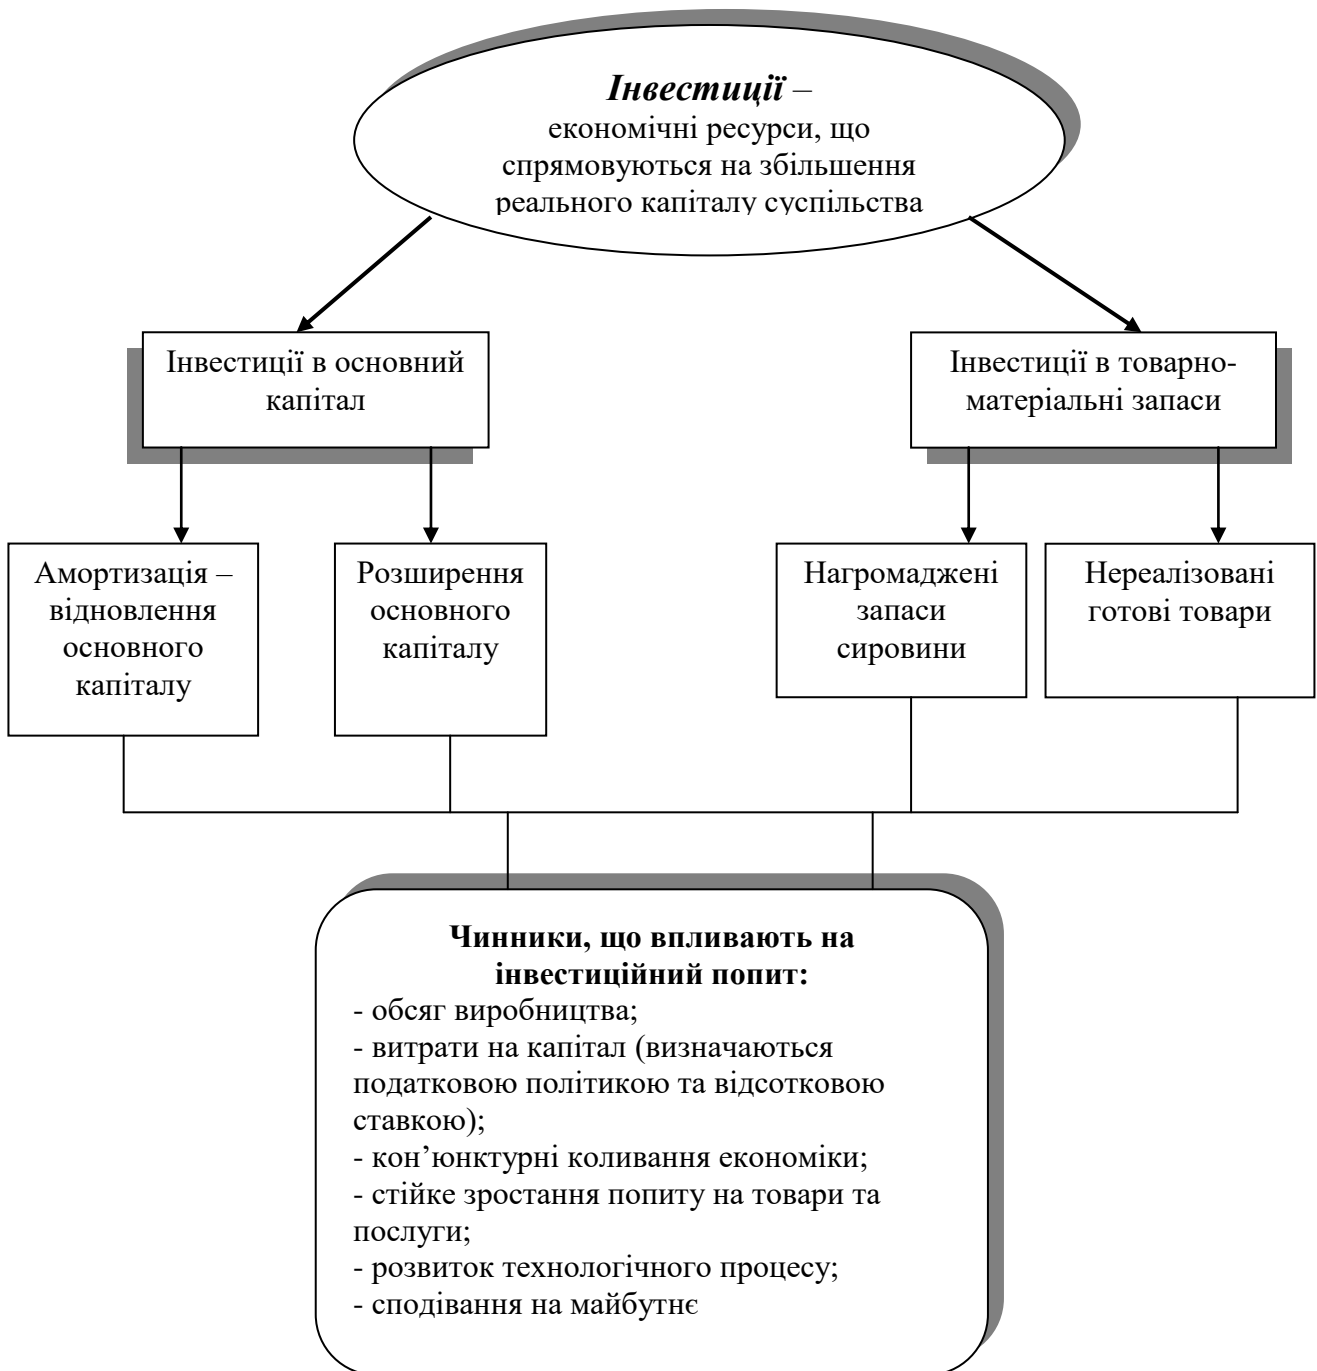 Інвестиції –
економічні ресурси, що
спрямовуються на збільшення
реального капіталу суспільства
Інвестиції в основний
капітал
Інвестиції в товарно-
матеріальні запаси
Амортизація –
відновлення
основного
капіталу
Розширення
основного
капіталу
Нагромаджені
запаси
сировини
Нереалізовані
готові товари
Чинники, що впливають на
інвестиційний попит:
- обсяг виробництва;
- витрати на капітал (визначаються
податковою політикою та відсотковою
ставкою);
- кон’юнктурні коливання економіки;
- стійке зростання попиту на товари та
послуги;
- розвиток технологічного процесу;
- сподівання на майбутнє